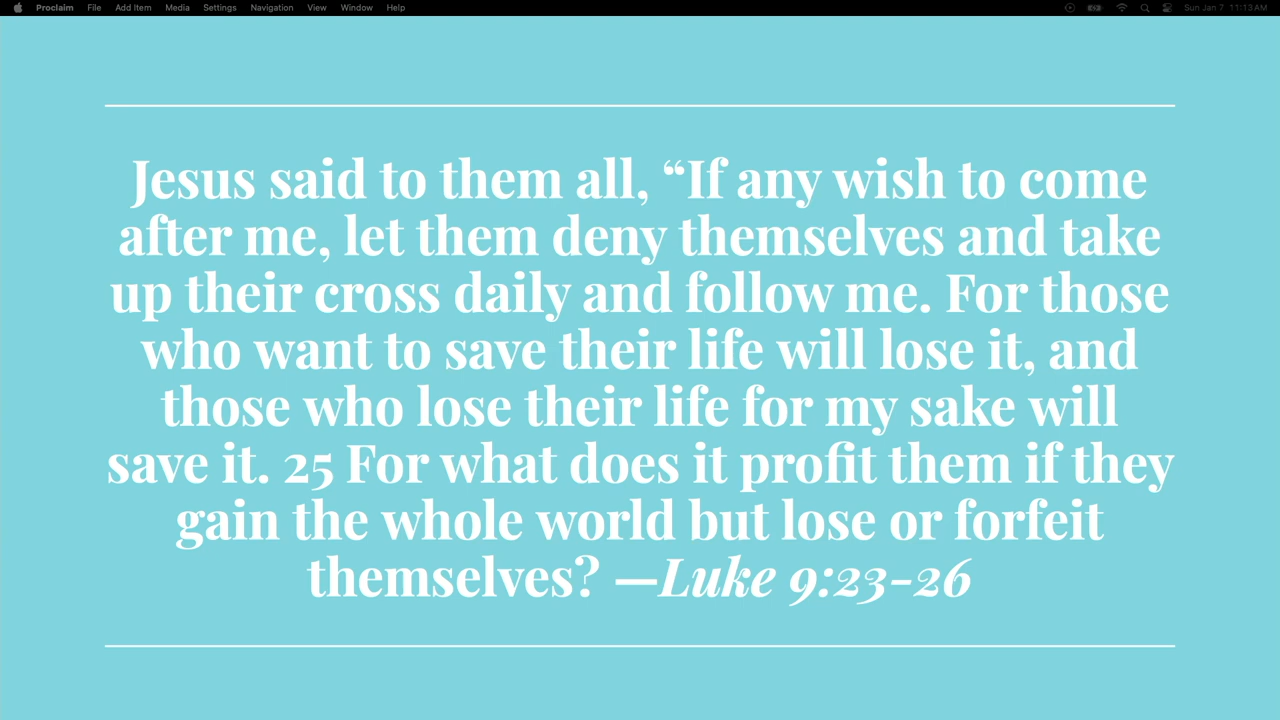 Proclaim File Add Item Media Settings Navigation View Window Help Sun Jan 7 11:13 AM
Jesus said to them all, “If any wish to come
after me, let them deny themselves and take
up their cross daily and follow me. For those
who want to save their life will lose it, and
those who lose their life for my sake will
save it. 25 For what does it profit them if they
gain the whole world but lose or forfeit
themselves? —Luke 9:23-26